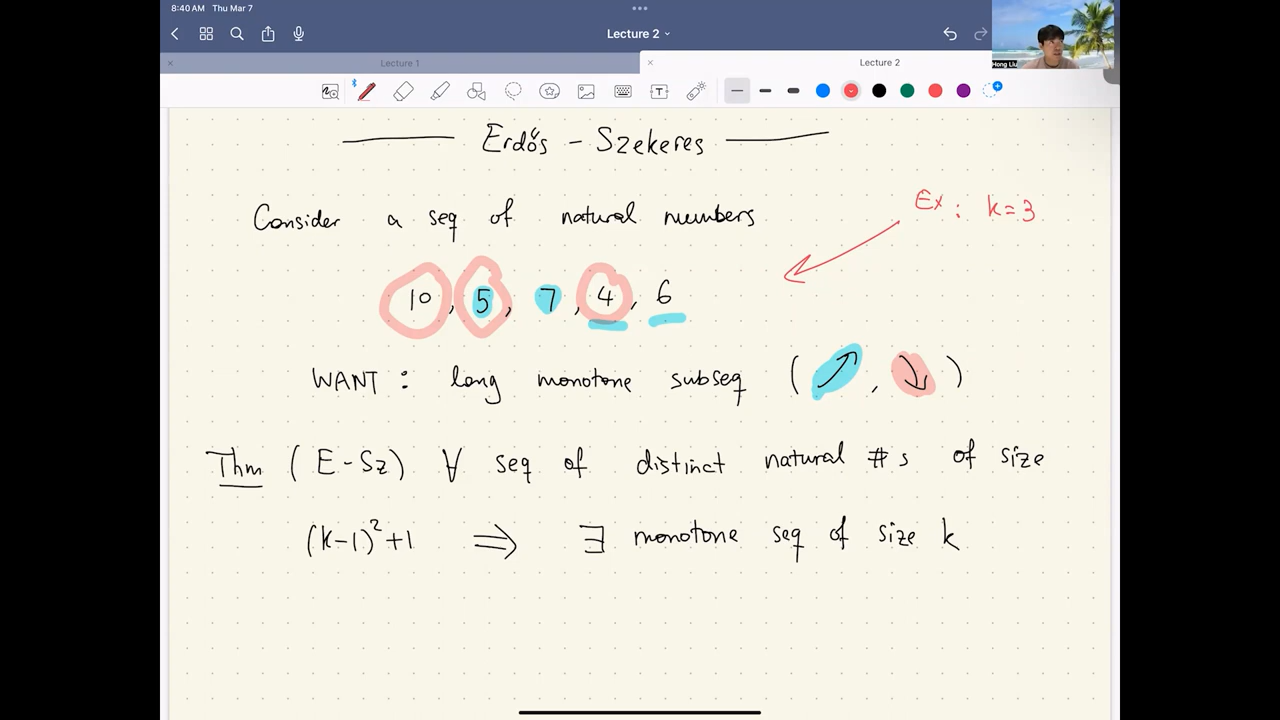 8:40 AM Thu Mar 7
Lecture 2
Hong Liu
Lecture 1
Lecture 2
T
Erdős - Szekeres
Consider a seq of natural numbers
Ex: k=3
10, 5, 7, 4, 6
WANT: long monotone subseq (↗, ↘)
Thm (E-Sz) ∀ seq of distinct natural #s of size
(k-1)²+1 ⇒ ∃ monotone seq of size k